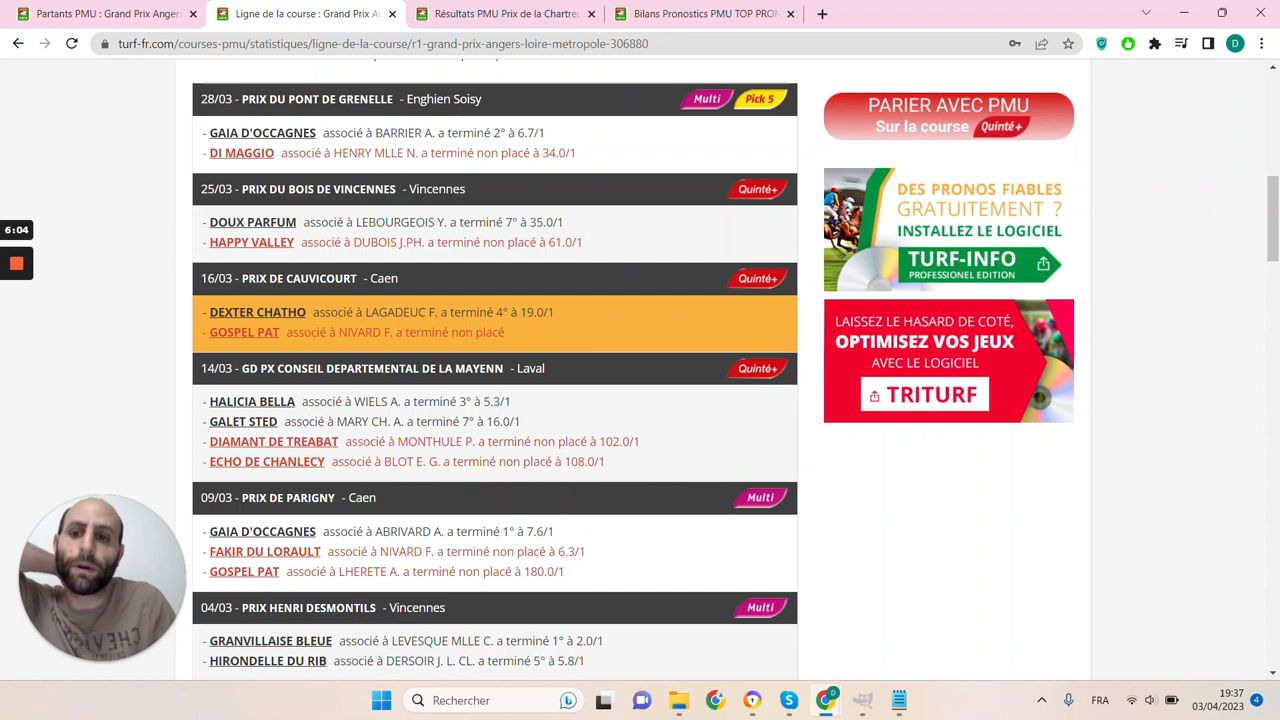 Partants PMU : Grand Prix Angers
Ligne de la course : Grand Prix A
Résultats PMU Prix de la Chartreu
Bilans Pronostics PMU TOP PRON
turf-fr.com/courses-pmu/statistiques/ligne-de-la-course/r1-grand-prix-angers-loire-metropole-306880
D
28/03 - PRIX DU PONT DE GRENELLE - Enghien Soisy
Multi Pick 5
- GAIA D'OCCAGNES associé à BARRIER A. a terminé 2° à 6.7/1
- DI MAGGIO associé à HENRY MLLE N. a terminé non placé à 34.0/1
25/03 - PRIX DU BOIS DE VINCENNES - Vincennes
Quinté+
- DOUX PARFUM associé à LEBOURGEOIS Y. a terminé 7° à 35.0/1
- HAPPY VALLEY associé à DUBOIS J.PH. a terminé non placé à 61.0/1
16/03 - PRIX DE CAUVICOURT - Caen
Quinté+
- DEXTER CHATHO associé à LAGADEUC F. a terminé 4° à 19.0/1
- GOSPEL PAT associé à NIVARD F. a terminé non placé
14/03 - GD PX CONSEIL DEPARTEMENTAL DE LA MAYENN - Laval
Quinté+
- HALICIA BELLA associé à WIELS A. a terminé 3° à 5.3/1
- GALET STED associé à MARY CH. A. a terminé 7° à 16.0/1
- DIAMANT DE TREABAT associé à MONTHULE P. a terminé non placé à 102.0/1
- ECHO DE CHANLECY associé à BLOT E. G. a terminé non placé à 108.0/1
09/03 - PRIX DE PARIGNY - Caen
Multi
- GAIA D'OCCAGNES associé à ABRIVARD A. a terminé 1° à 7.6/1
- FAKIR DU LORAULT associé à NIVARD F. a terminé non placé à 6.3/1
- GOSPEL PAT associé à LHERETE A. a terminé non placé à 180.0/1
04/03 - PRIX HENRI DESMONTILS - Vincennes
Multi
- GRANVILLAISE BLEUE associé à LEVESQUE MLLE C. a terminé 1° à 2.0/1
- HIRONDELLE DU RIB associé à DERSOIR J. L. CL. a terminé 5° à 5.8/1
PARIER AVEC PMU
Sur la course Quinté+
DES PRONOS FIABLES
GRATUITEMENT ?
INSTALLEZ LE LOGICIEL
TURF-INFO
PROFESSIONEL EDITION
LAISSEZ LE HASARD DE COTÉ,
OPTIMISEZ VOS JEUX
AVEC LE LOGICIEL
TRITURF
6:04
Rechercher
FRA
19:37
03/04/2023
4